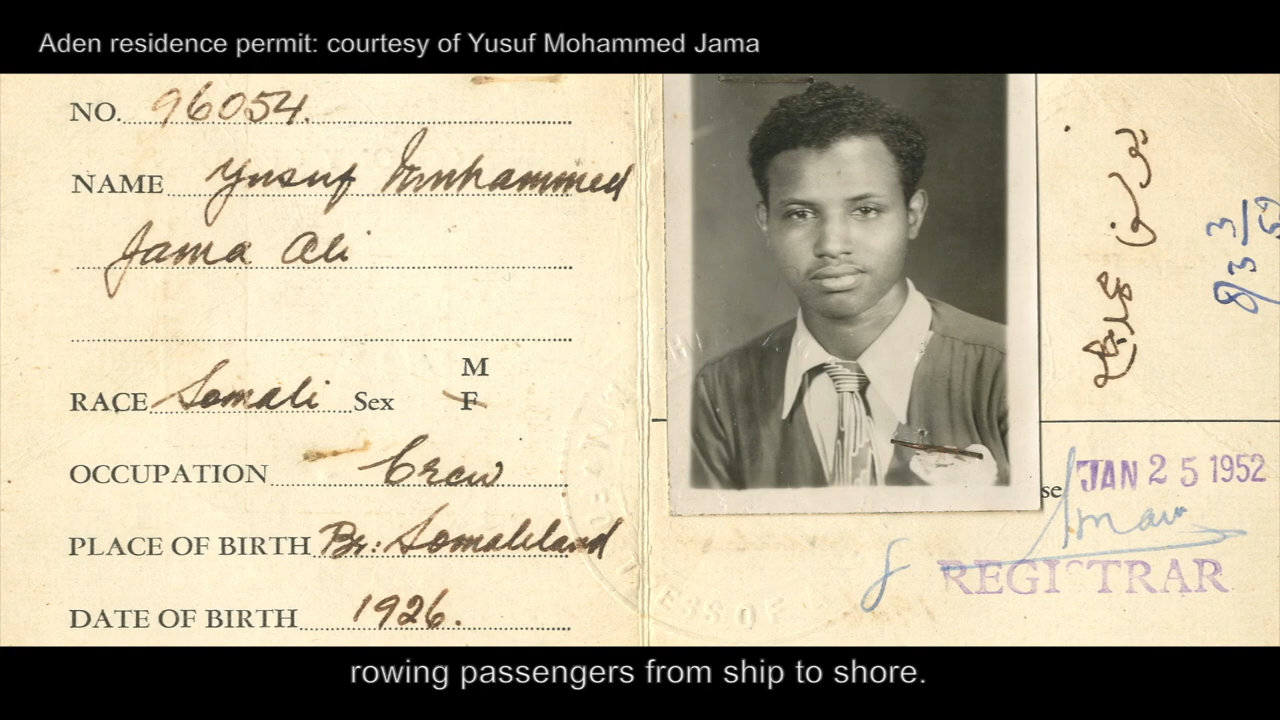 Aden residence permit: courtesy of Yusuf Mohammed Jama
NO. 96054.
NAME Yusuf Muhammed
Jama Ali
RACE Somali Sex M
F
OCCUPATION Crew
PLACE OF BIRTH Br: Somaliland
DATE OF BIRTH 1926.
JAN 25 1952
REGISTRAR
rowing passengers from ship to shore.